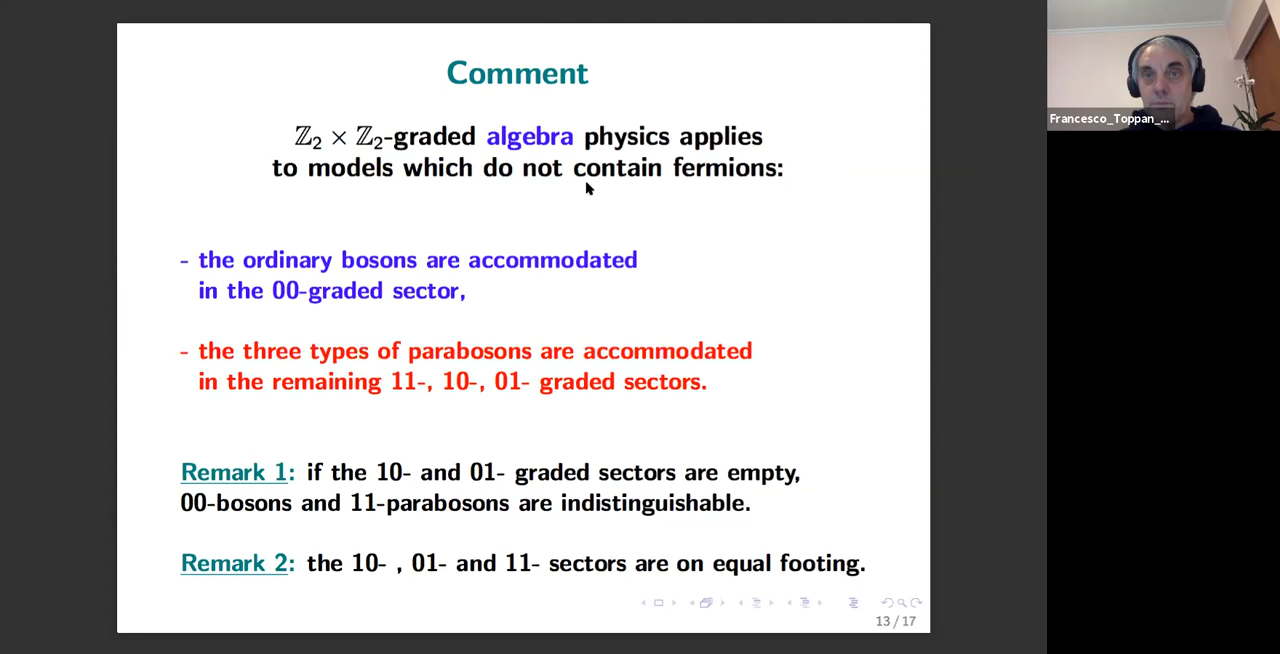 Comment
ℤ₂ × ℤ₂-graded algebra physics applies
to models which do not contain fermions:
- the ordinary bosons are accommodated
in the 00-graded sector,
- the three types of parabosons are accommodated
in the remaining 11-, 10-, 01- graded sectors.
Remark 1: if the 10- and 01- graded sectors are empty,
00-bosons and 11-parabosons are indistinguishable.
Remark 2: the 10- , 01- and 11- sectors are on equal footing.
13 / 17
Francesco_Toppan_...